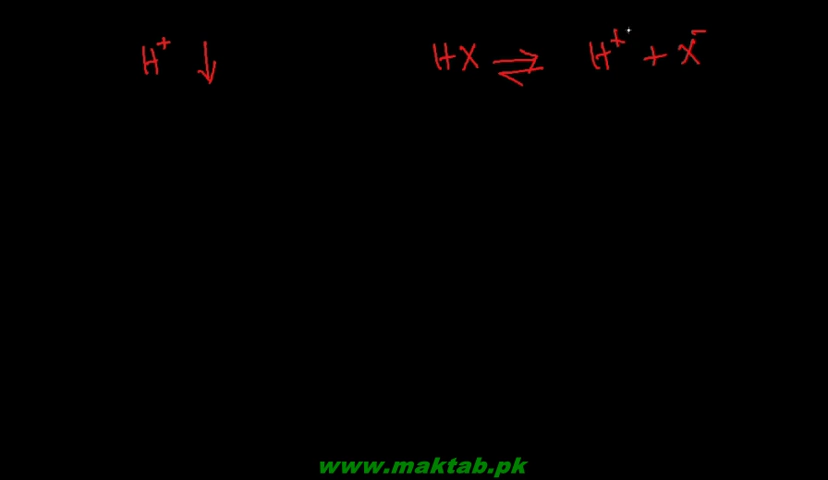 H⁺ ↓ HX ⇌ H⁺ + X⁻
www.maktab.pk